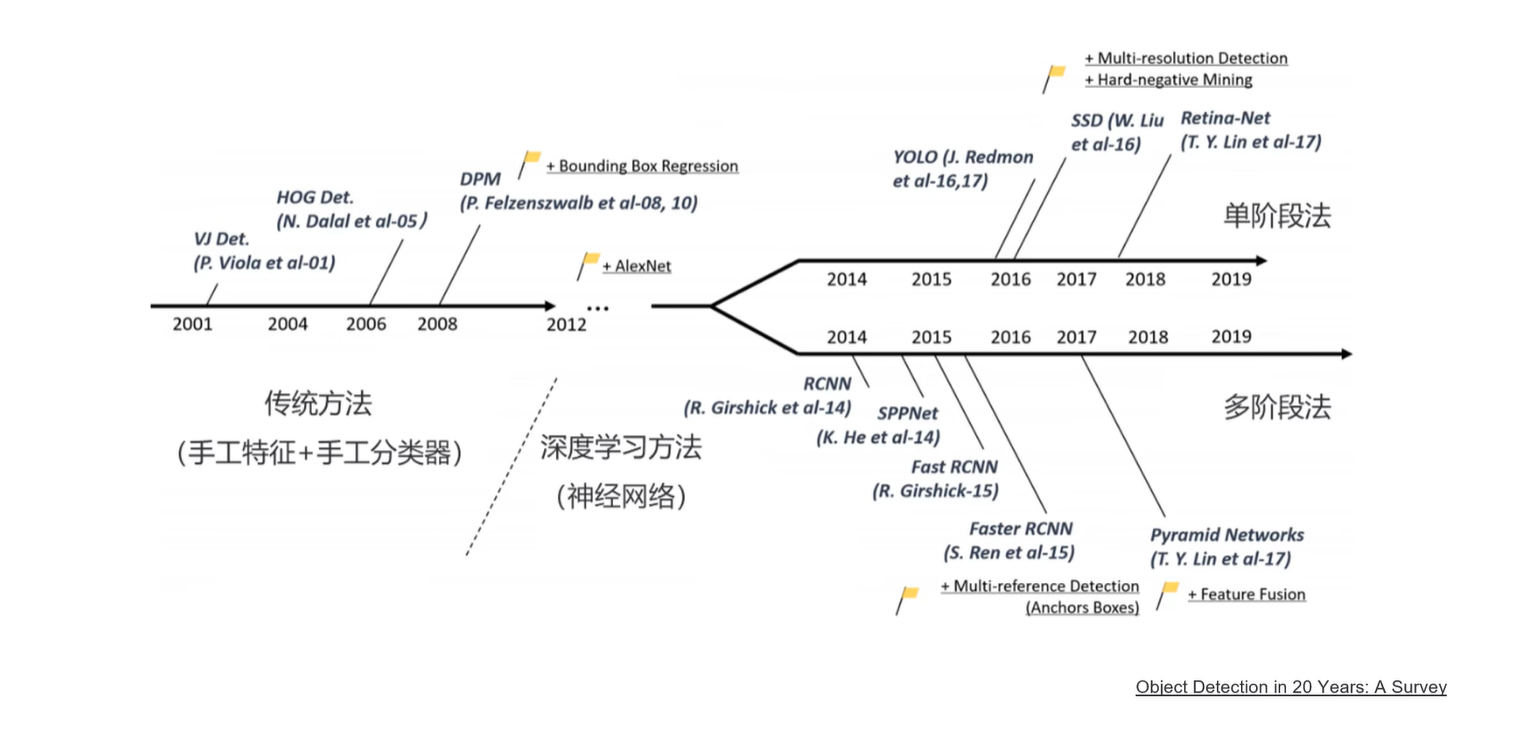 + Multi-resolution Detection
+ Hard-negative Mining
SSD (W. Liu
et al-16)
Retina-Net
(T. Y. Lin et al-17)
YOLO (J. Redmon
et al-16,17)
+ Bounding Box Regression
DPM
(P. Felzenszwalb et al-08, 10)
HOG Det.
(N. Dalal et al-05)
VJ Det.
(P. Viola et al-01)
+ AlexNet
单阶段法
2014 2015 2016 2017 2018 2019
...
2001 2004 2006 2008 2012
2014 2015 2016 2017 2018 2019
传统方法
（手工特征+手工分类器）
深度学习方法
（神经网络）
RCNN
(R. Girshick et al-14)
SPPNet
(K. He et al-14)
多阶段法
Fast RCNN
(R. Girshick-15)
Faster RCNN
(S. Ren et al-15)
+ Multi-reference Detection
(Anchors Boxes)
Pyramid Networks
(T. Y. Lin et al-17)
+ Feature Fusion
Object Detection in 20 Years: A Survey